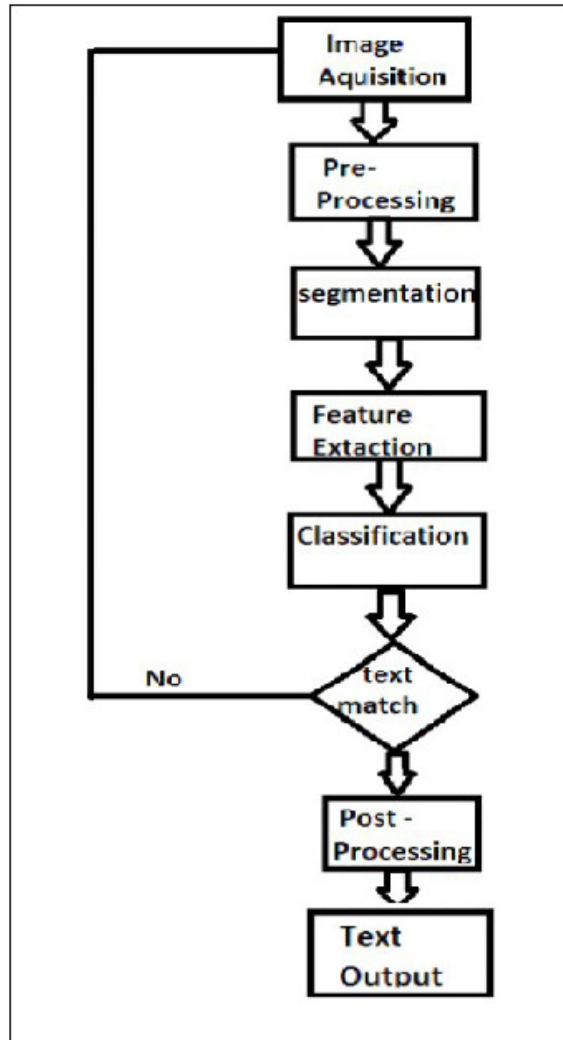 Image
Aquisition
Pre-
Processing
segmentation
Feature
Extaction
Classification
text
match
No
Post -
Processing
Text
Output